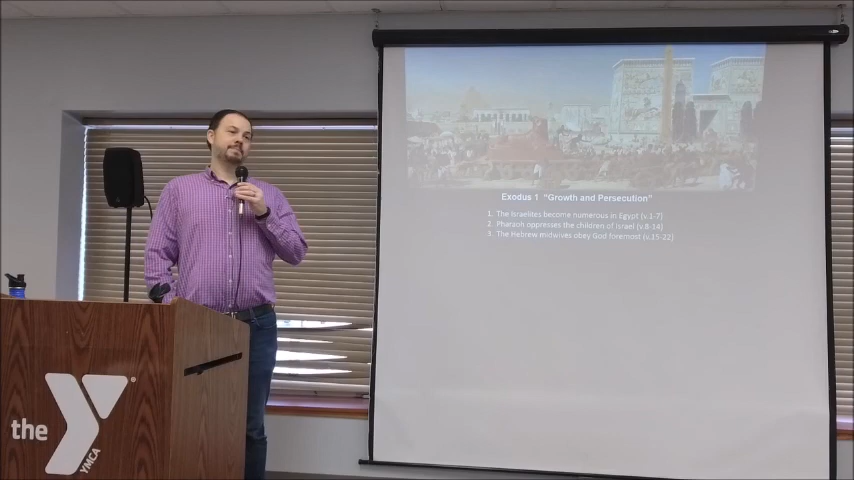 Exodus 1 "Growth and Persecution"
1. The Israelites become numerous in Egypt (v.1-7)
2. Pharaoh oppresses the children of Israel (v.8-14)
3. The Hebrew midwives obey God foremost (v.15-22)
the Y
YMCA